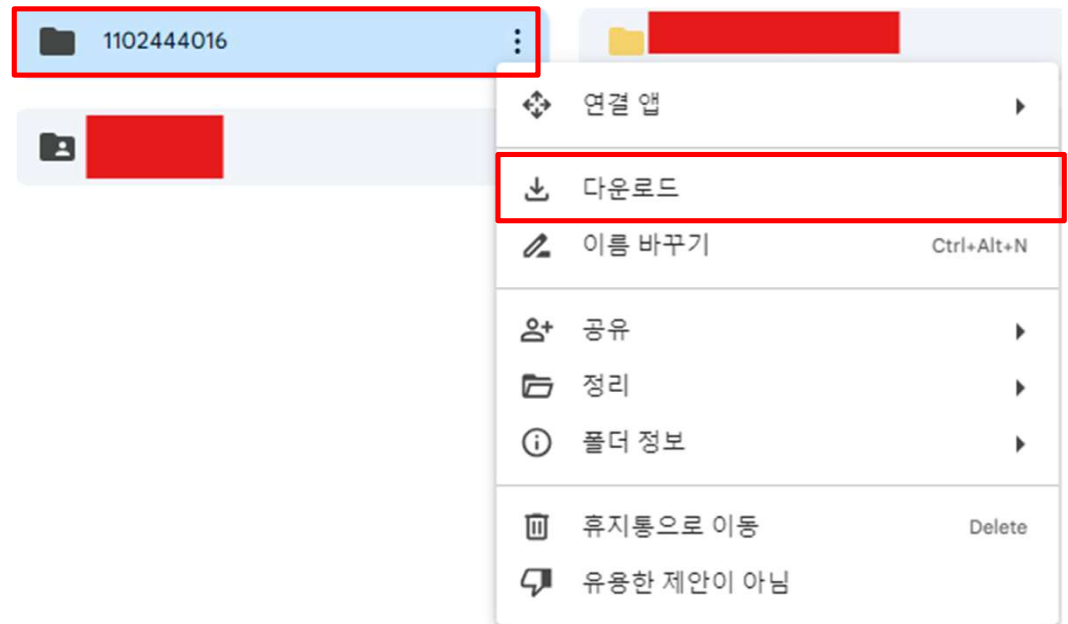 1102444016
연결 앱
다운로드
이름 바꾸기 Ctrl+Alt+N
공유
정리
폴더 정보
휴지통으로 이동 Delete
유용한 제안이 아님